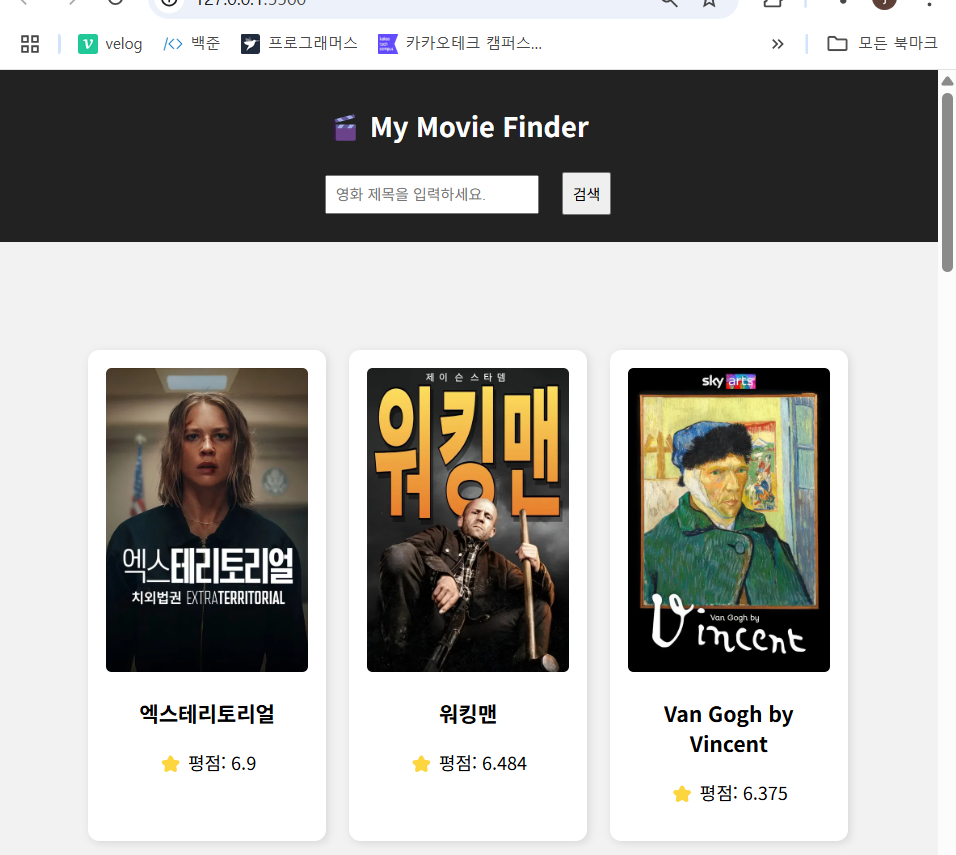 127.0.0.1:5500
velog 백준 프로그래머스 카카오테크 캠퍼스... » 모든 북마크
My Movie Finder
영화 제목을 입력하세요. 검색
엑스테리토리얼
치외법권 EXTRATERRITORIAL
제이슨 스타뎀
워킹맨
sky arts
Van Gogh by
Vincent
엑스테리토리얼
평점: 6.9
워킹맨
평점: 6.484
Van Gogh by
Vincent
평점: 6.375